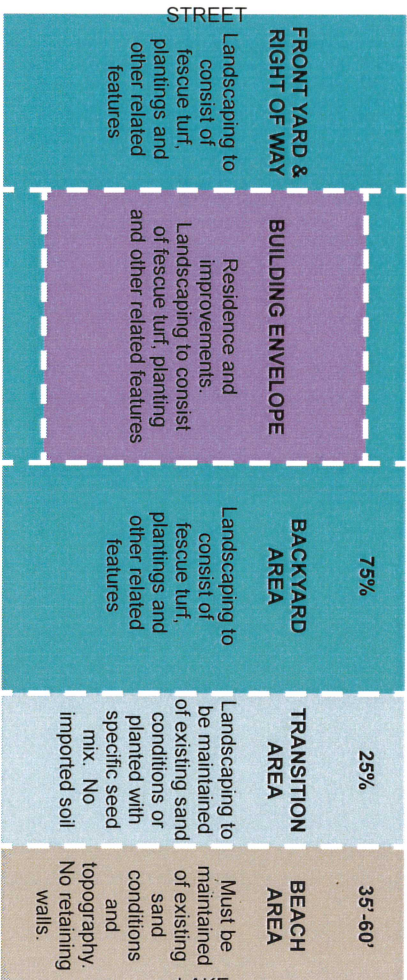 STREET
FRONT YARD &
RIGHT OF WAY
Landscaping to
consist of
fescue turf,
plantings and
other related
features
BUILDING ENVELOPE
Residence and
improvements.
Landscaping to consist
of fescue turf, planting
and other related features
75%
BACKYARD
AREA
Landscaping to
consist of
fescue turf,
plantings and
other related
features
25%
TRANSITION
AREA
Landscaping to
be maintained
of existing sand
conditions or
planted with
specific seed
mix. No
imported soil
35'-60'
BEACH
AREA
Must be
maintained
of existing
sand
conditions
and
topography.
No retaining
walls.